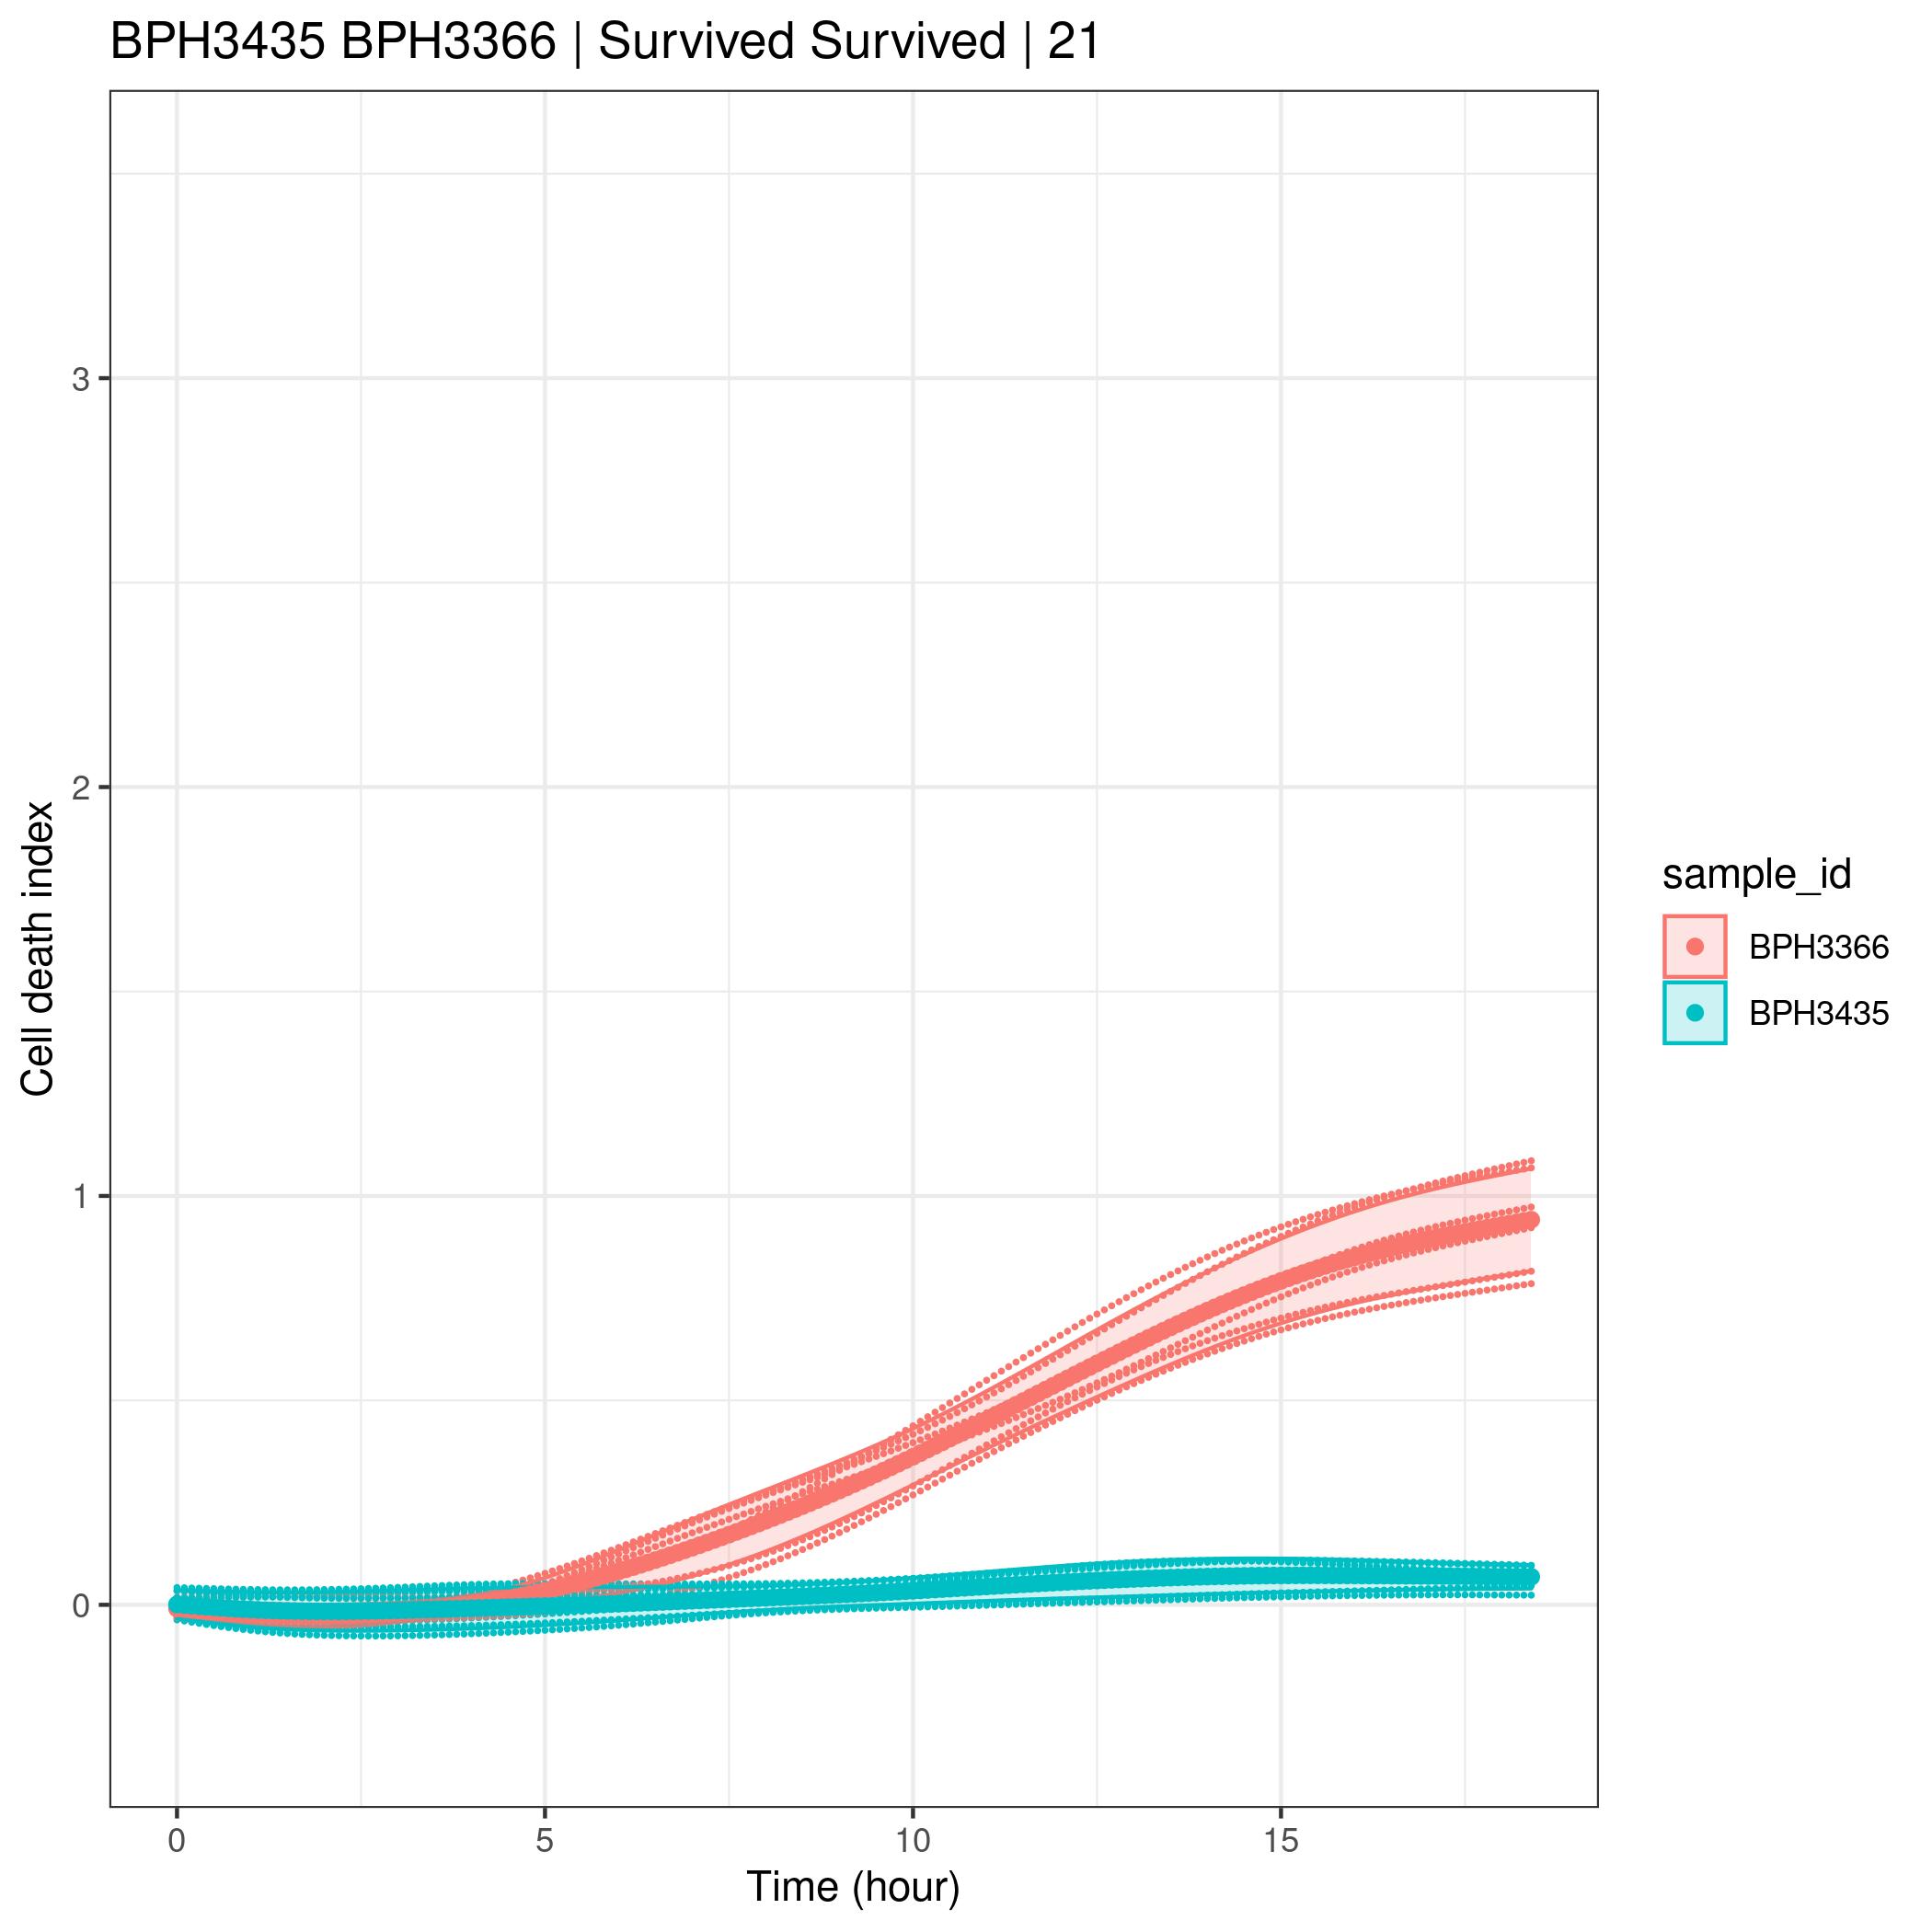 BPH3435 BPH3366 | Survived Survived | 21
3
2
1
0
Cell death index
0 5 10 15
Time (hour)
sample_id
BPH3366
BPH3435